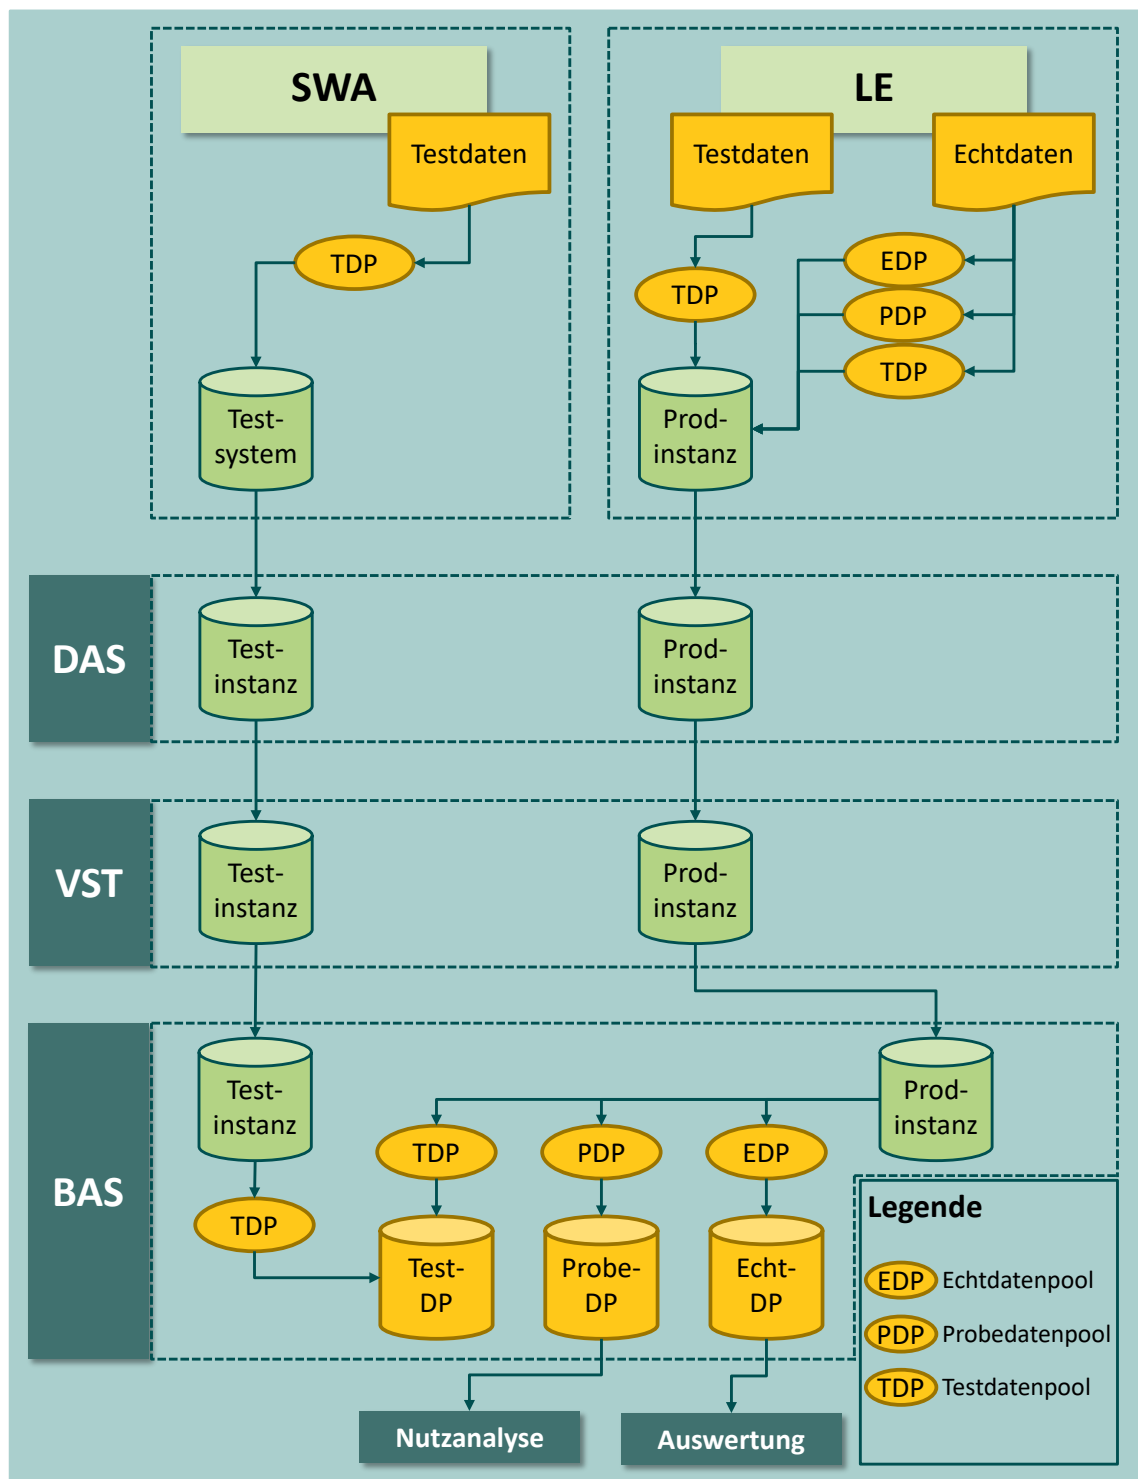 SWA
LE
Testdaten
Testdaten
Echtdaten
TDP
TDP
EDP
PDP
TDP
Test-
system
Prod-
instanz
DAS
Test-
instanz
Prod-
instanz
VST
Test-
instanz
Prod-
instanz
BAS
Test-
instanz
Prod-
instanz
TDP
PDP
EDP
TDP
Test-
DP
Probe-
DP
Echt-
DP
Legende
EDP Echtdatenpool
PDP Probedatenpool
TDP Testdatenpool
Nutzanalyse
Auswertung